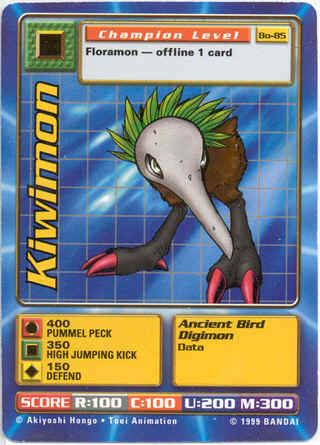 Champion Level Bo-85
Floramon — offline 1 card
Kiwimon
400
PUMMEL PECK
350
HIGH JUMPING KICK
150
DEFEND
Ancient Bird
Digimon
Data
SCORE R:100 C:100 U:200 M:300
© Akiyoshi Hongo • Toei Animation © 1999 BANDAI